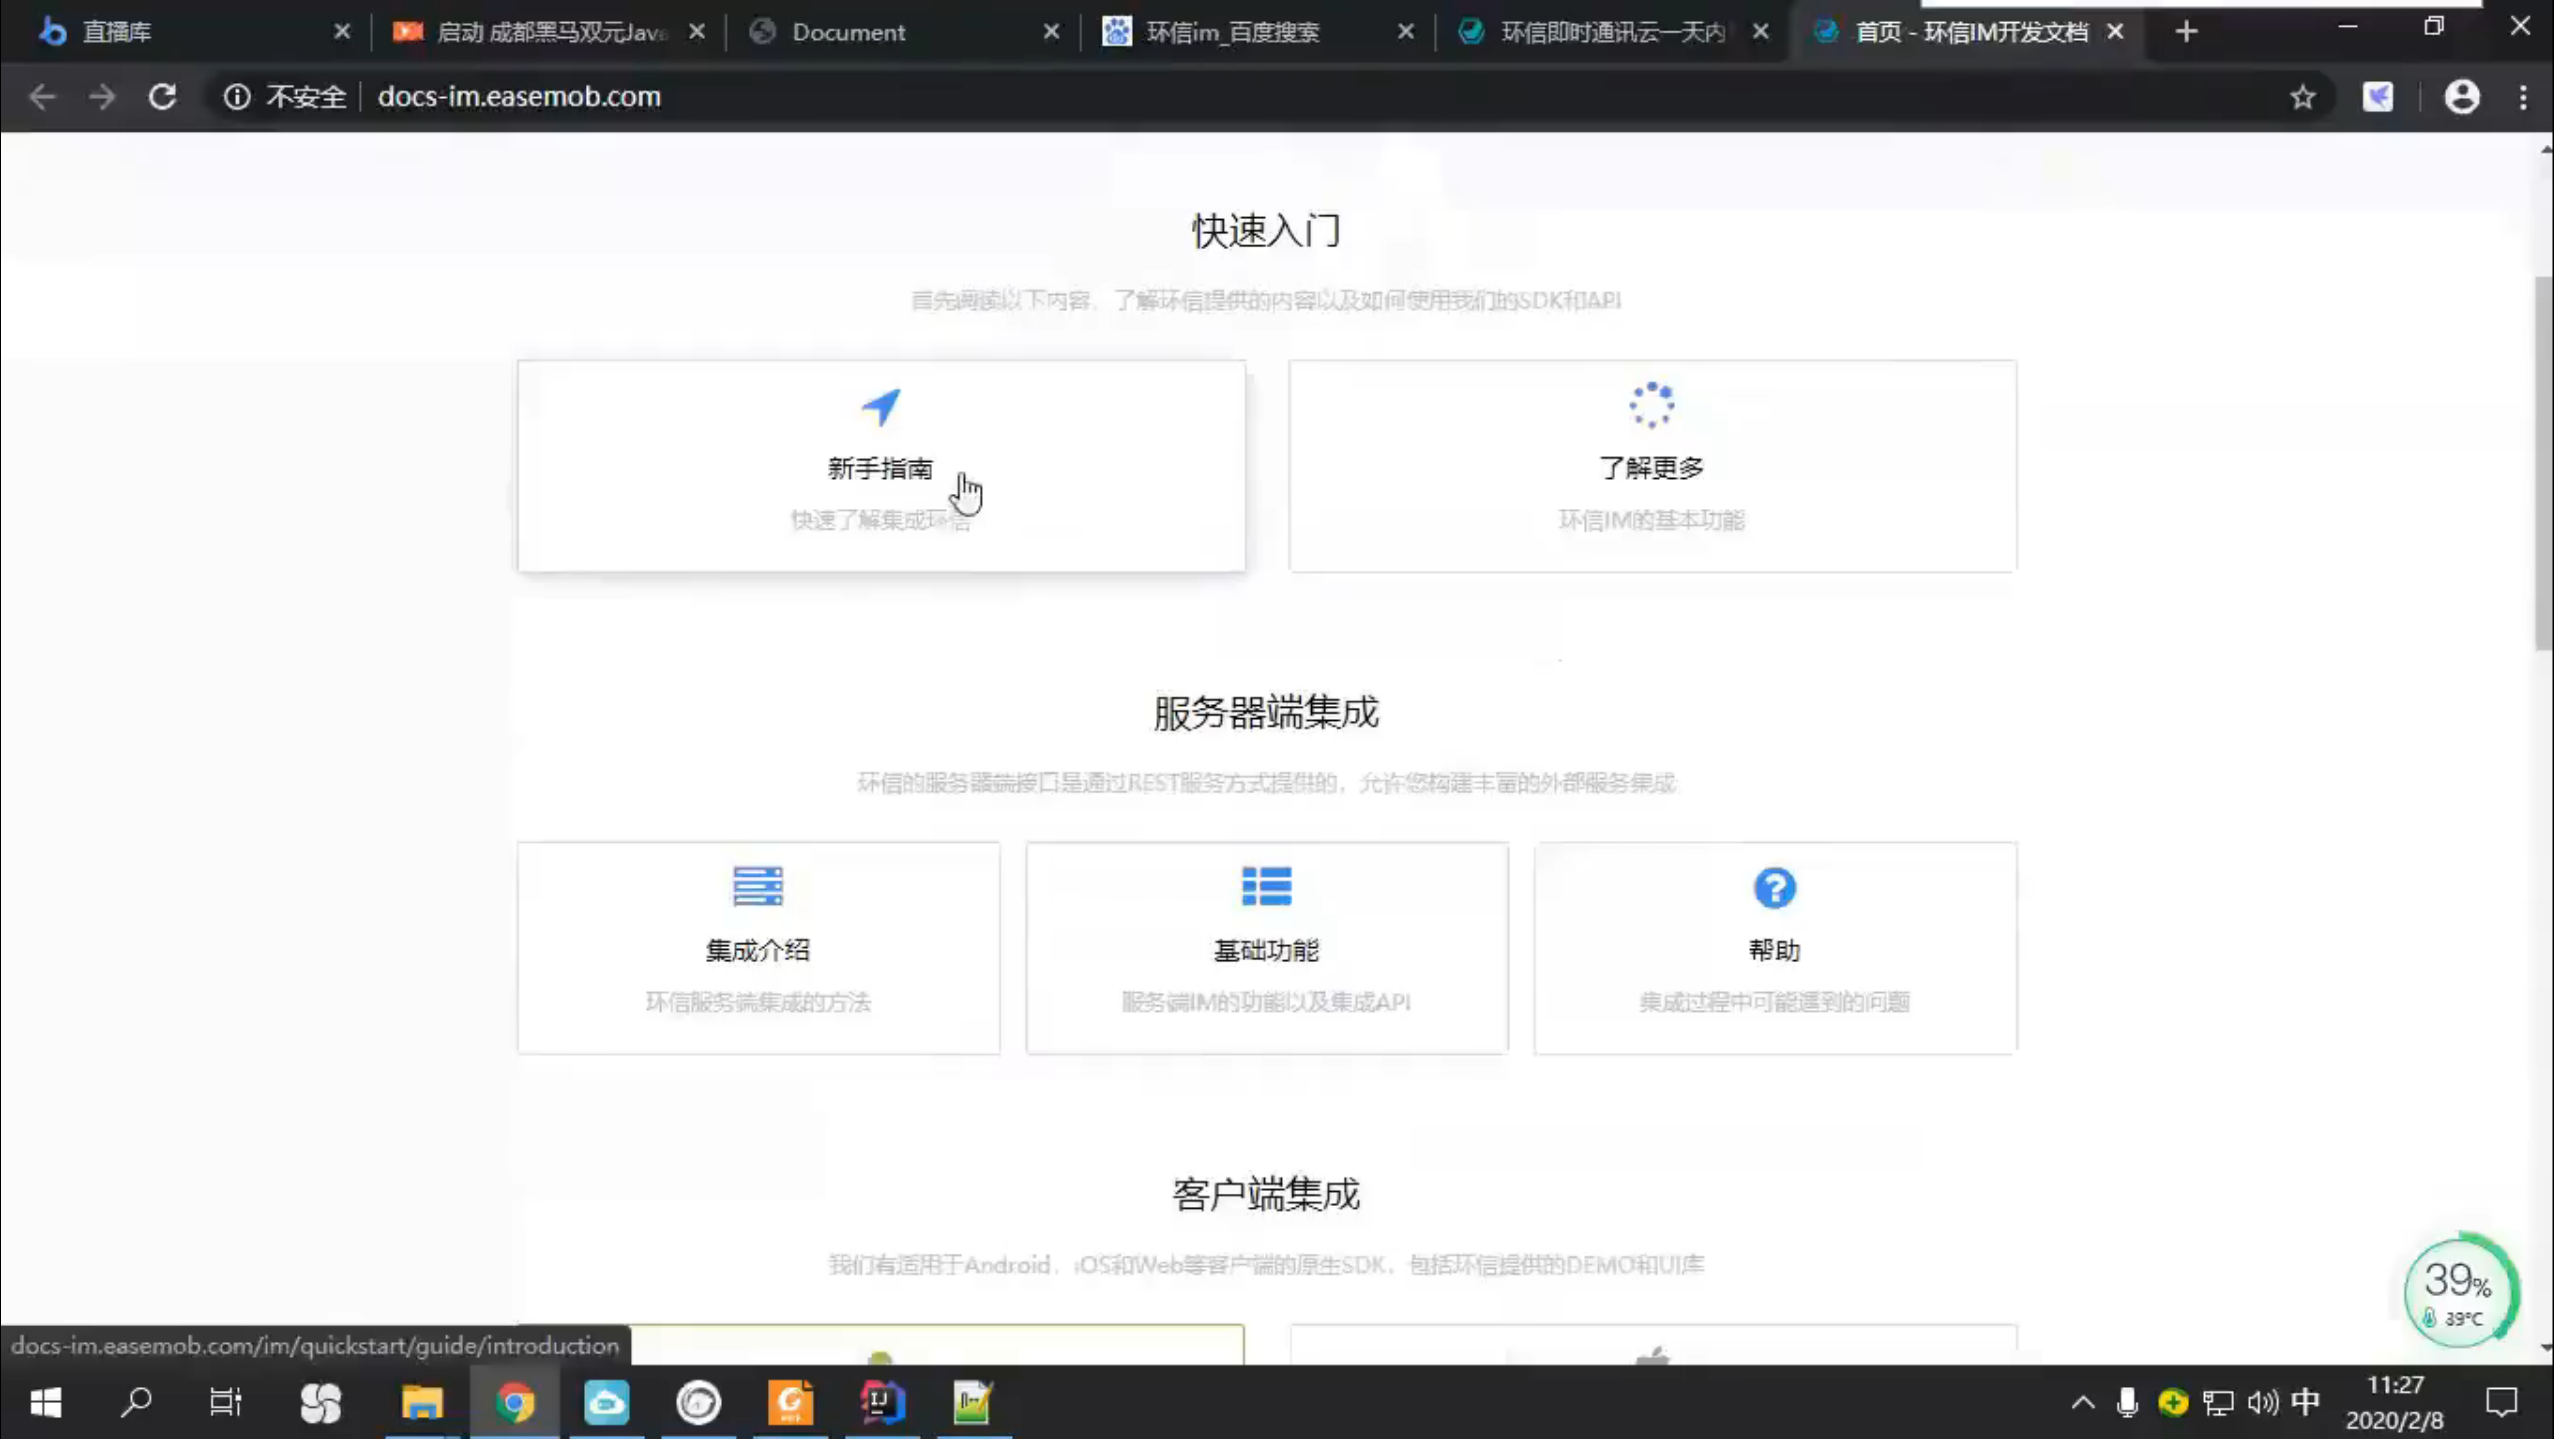 直播库
启动 成都黑马双元Java
Document
环信im_百度搜索
环信即时通讯云—天内
首页 - 环信IM开发文档
不安全
docs-im.easemob.com
快速入门
首先阅读以下内容，了解环信提供的内容以及如何使用我们的SDK和API
新手指南
快速了解集成环信
了解更多
环信IM的基本功能
服务器端集成
环信的服务器端接口是通过REST服务方式提供的，允许您构建丰富的外部服务集成
集成介绍
环信服务端集成的方法
基础功能
服务端IM的功能以及集成API
帮助
集成过程中可能遇到的问题
客户端集成
我们有适用于Android，iOS和Web等客户端的原生SDK，包括环信提供的DEMO和UI库
39%
39°C
docs-im.easemob.com/im/quickstart/guide/introduction
中
11:27
2020/2/8